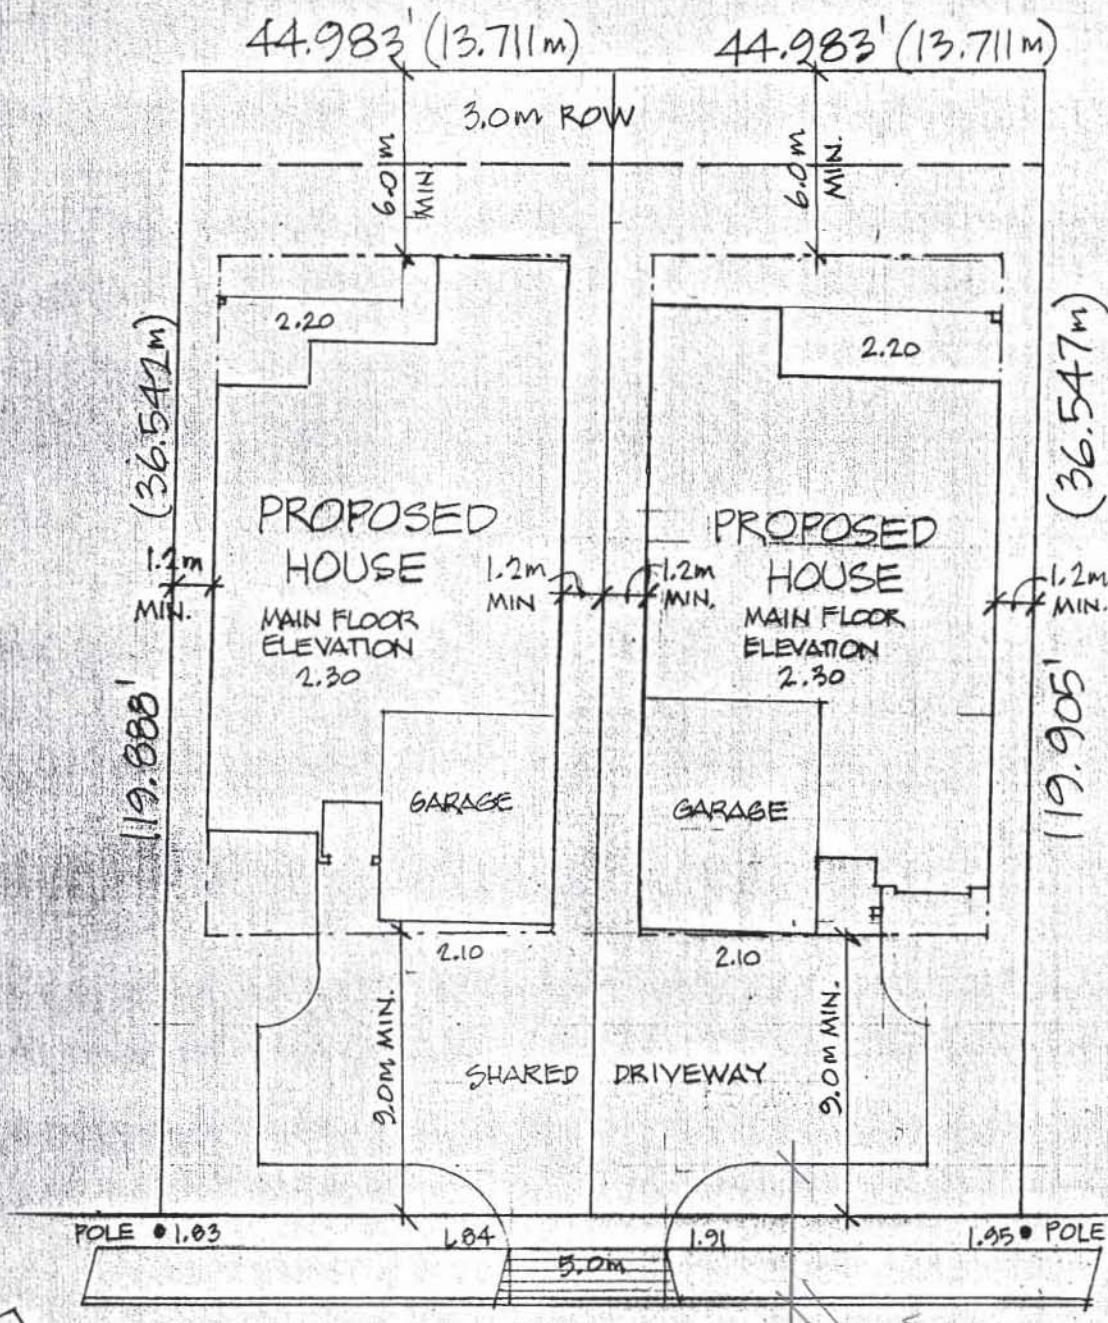 44.983' (13.711m)
44.983' (13.711m)
3.0m ROW
6.0m
MIN.
6.0m
MIN.
2.20
2.20
(36.542m)
119.888'
(36.547m)
119.905'
PROPOSED
HOUSE
MAIN FLOOR
ELEVATION
2.30
PROPOSED
HOUSE
MAIN FLOOR
ELEVATION
2.30
1.2m
MIN.
1.2m
MIN
1.2m
MIN.
1.2m
MIN.
GARAGE
GARAGE
2.10
2.10
9.0m MIN.
9.0m MIN.
SHARED DRIVEWAY
POLE 1.83
1.84
1.91
1.95 POLE
5.0m